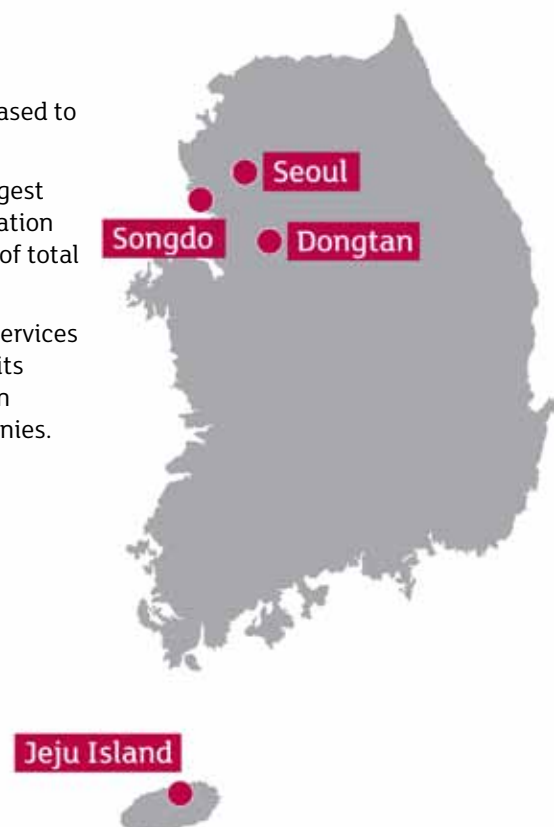 ased to
gest
ation
of total
ervices
its
n
nies.
Seoul
Songdo
Dongtan
Jeju Island